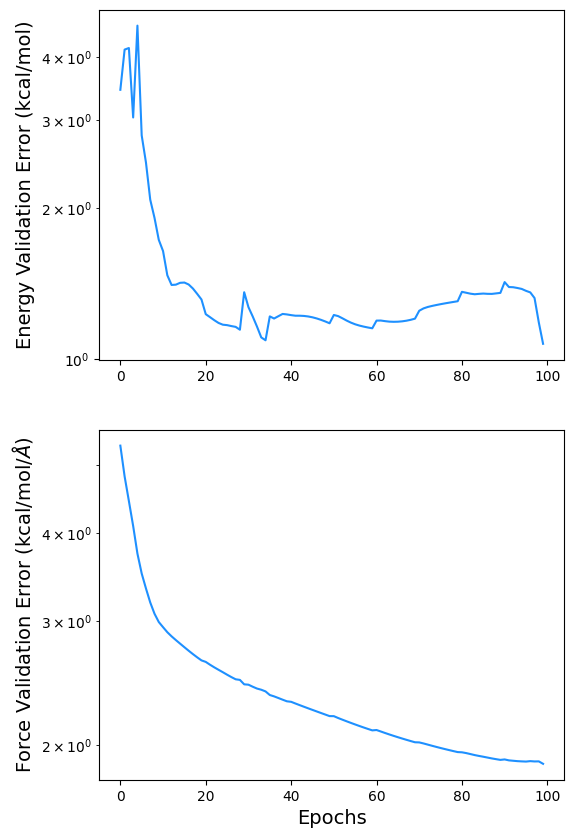 Energy Validation Error (kcal/mol)
4 × 10⁰
3 × 10⁰
2 × 10⁰
10⁰
0 20 40 60 80 100
Force Validation Error (kcal/mol/Å)
4 × 10⁰
3 × 10⁰
2 × 10⁰
0 20 40 60 80 100
Epochs